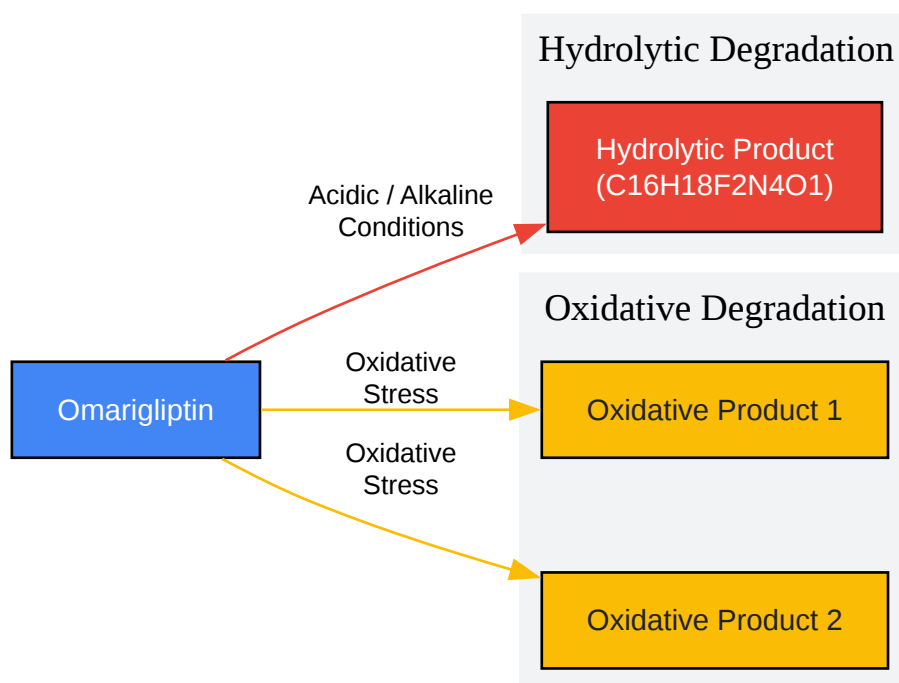 Hydrolytic Degradation
Hydrolytic Product
(C16H18F2N4O1)
Acidic / Alkaline
Conditions
Oxidative Degradation
Oxidative
Stress
Omarigliptin
Oxidative Product 1
Oxidative
Stress
Oxidative Product 2